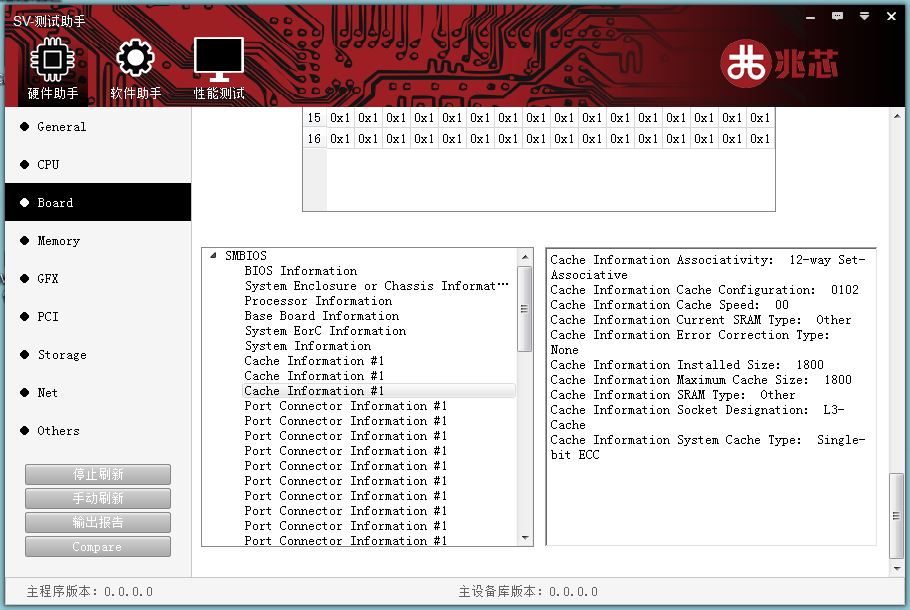 SV-测试助手
硬件助手 软件助手 性能测试
兆芯
General
CPU
Board
Memory
GFX
PCI
Storage
Net
Others
停止刷新
手动刷新
输出报告
Compare
15 0x1 0x1 0x1 0x1 0x1 0x1 0x1 0x1 0x1 0x1 0x1 0x1 0x1 0x1 0x1 0x1
16 0x1 0x1 0x1 0x1 0x1 0x1 0x1 0x1 0x1 0x1 0x1 0x1 0x1 0x1 0x1 0x1
SMBIOS
BIOS Information
System Enclosure or Chassis Informat…
Processor Information
Base Board Information
System EorC Information
System Information
Cache Information #1
Cache Information #1
Cache Information #1
Port Connector Information #1
Port Connector Information #1
Port Connector Information #1
Port Connector Information #1
Port Connector Information #1
Port Connector Information #1
Port Connector Information #1
Port Connector Information #1
Port Connector Information #1
Port Connector Information #1
Cache Information Associativity: 12-way Set-
Associative
Cache Information Cache Configuration: 0102
Cache Information Cache Speed: 00
Cache Information Current SRAM Type: Other
Cache Information Error Correction Type:
None
Cache Information Installed Size: 1800
Cache Information Maximum Cache Size: 1800
Cache Information SRAM Type: Other
Cache Information Socket Designation: L3-
Cache
Cache Information System Cache Type: Single-
bit ECC
主程序版本: 0.0.0.0 主设备库版本: 0.0.0.0